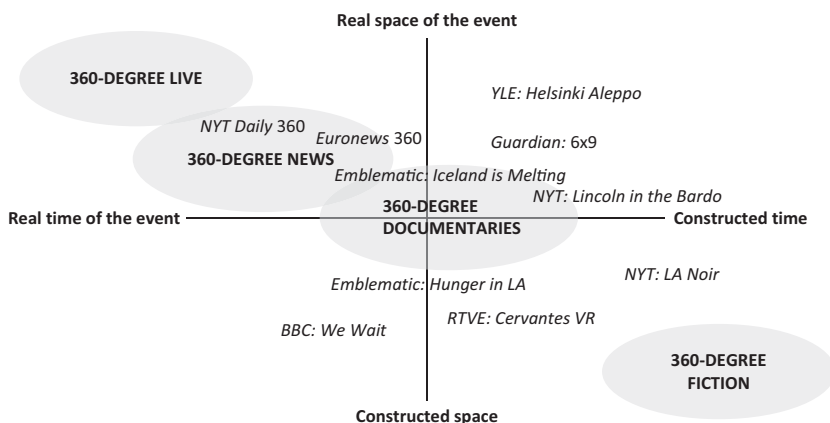 Real space of the event
360-DEGREE LIVE
YLE: Helsinki Aleppo
NYT Daily 360
Euronews 360
Guardian: 6x9
360-DEGREE NEWS
Emblematic: Iceland is Melting
NYT: Lincoln in the Bardo
360-DEGREE
DOCUMENTARIES
Real time of the event
Constructed time
NYT: LA Noir
Emblematic: Hunger in LA
RTVE: Cervantes VR
BBC: We Wait
360-DEGREE
FICTION
Constructed space